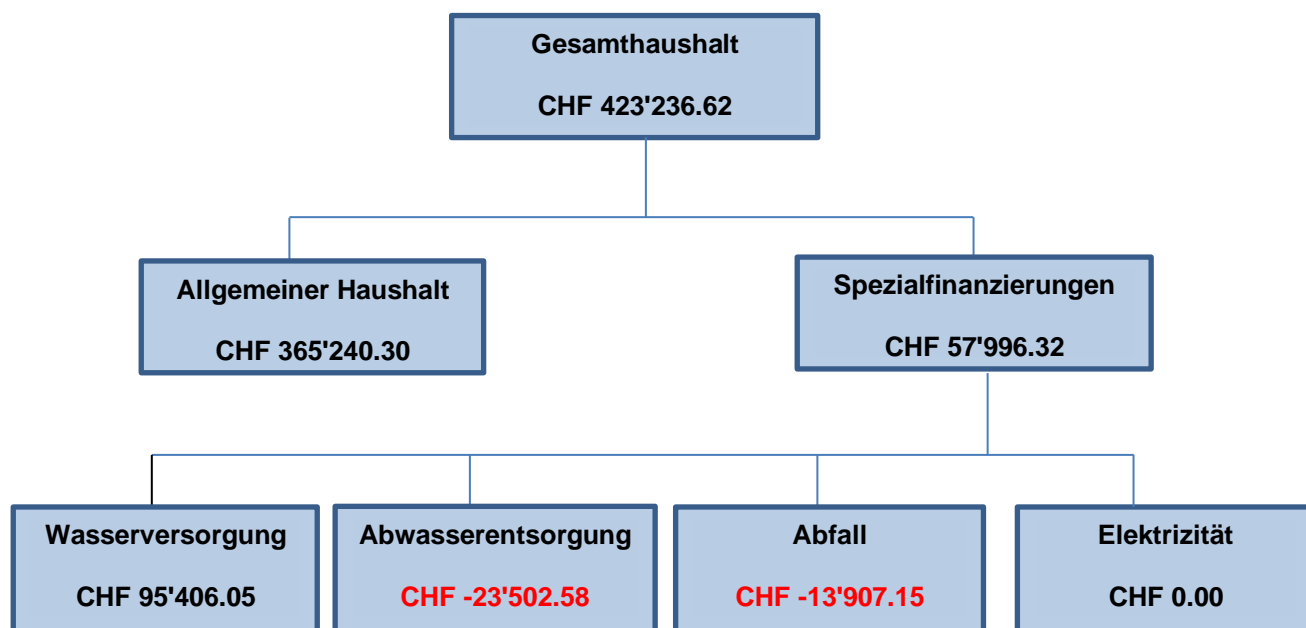 Gesamthaushalt
CHF 423'236.62
Allgemeiner Haushalt
CHF 365'240.30
Spezialfinanzierungen
CHF 57'996.32
Wasserversorgung
CHF 95'406.05
Abwasserentsorgung
CHF -23'502.58
Abfall
CHF -13'907.15
Elektrizität
CHF 0.00